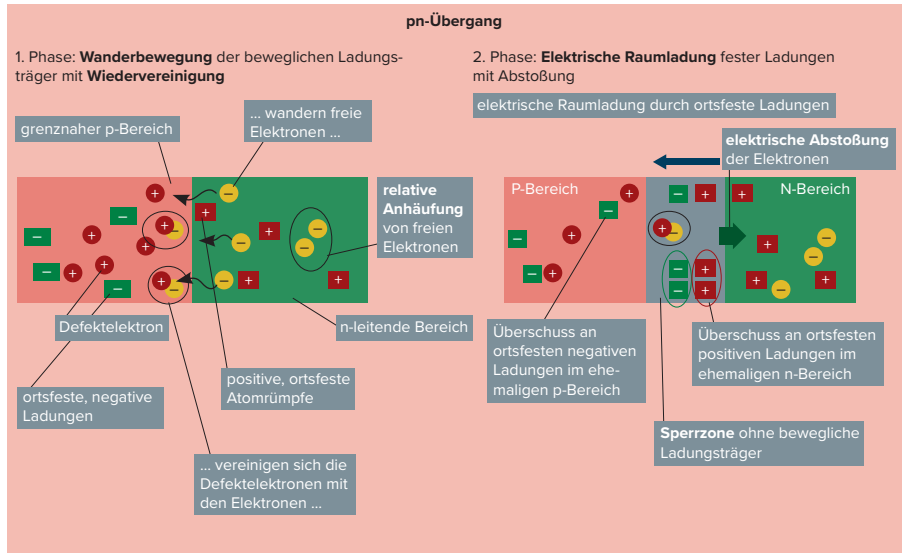 pn-Übergang
1. Phase: Wanderbewegung der beweglichen Ladungs-
träger mit Wiedervereinigung
grenznaher p-Bereich
... wandern freie
Elektronen ...
relative
Anhäufung
von freien
Elektronen
Defektelektron
n-leitende Bereich
ortsfeste, negative
Ladungen
positive, ortsfeste
Atomrümpfe
... vereinigen sich die
Defektelektronen mit
den Elektronen ...
2. Phase: Elektrische Raumladung fester Ladungen
mit Abstoßung
elektrische Raumladung durch ortsfeste Ladungen
elektrische Abstoßung
der Elektronen
P-Bereich
N-Bereich
Überschuss an
ortsfesten negativen
Ladungen im ehe-
maligen p-Bereich
Überschuss an ortsfesten
positiven Ladungen im
ehemaligen n-Bereich
Sperrzone ohne bewegliche
Ladungsträger